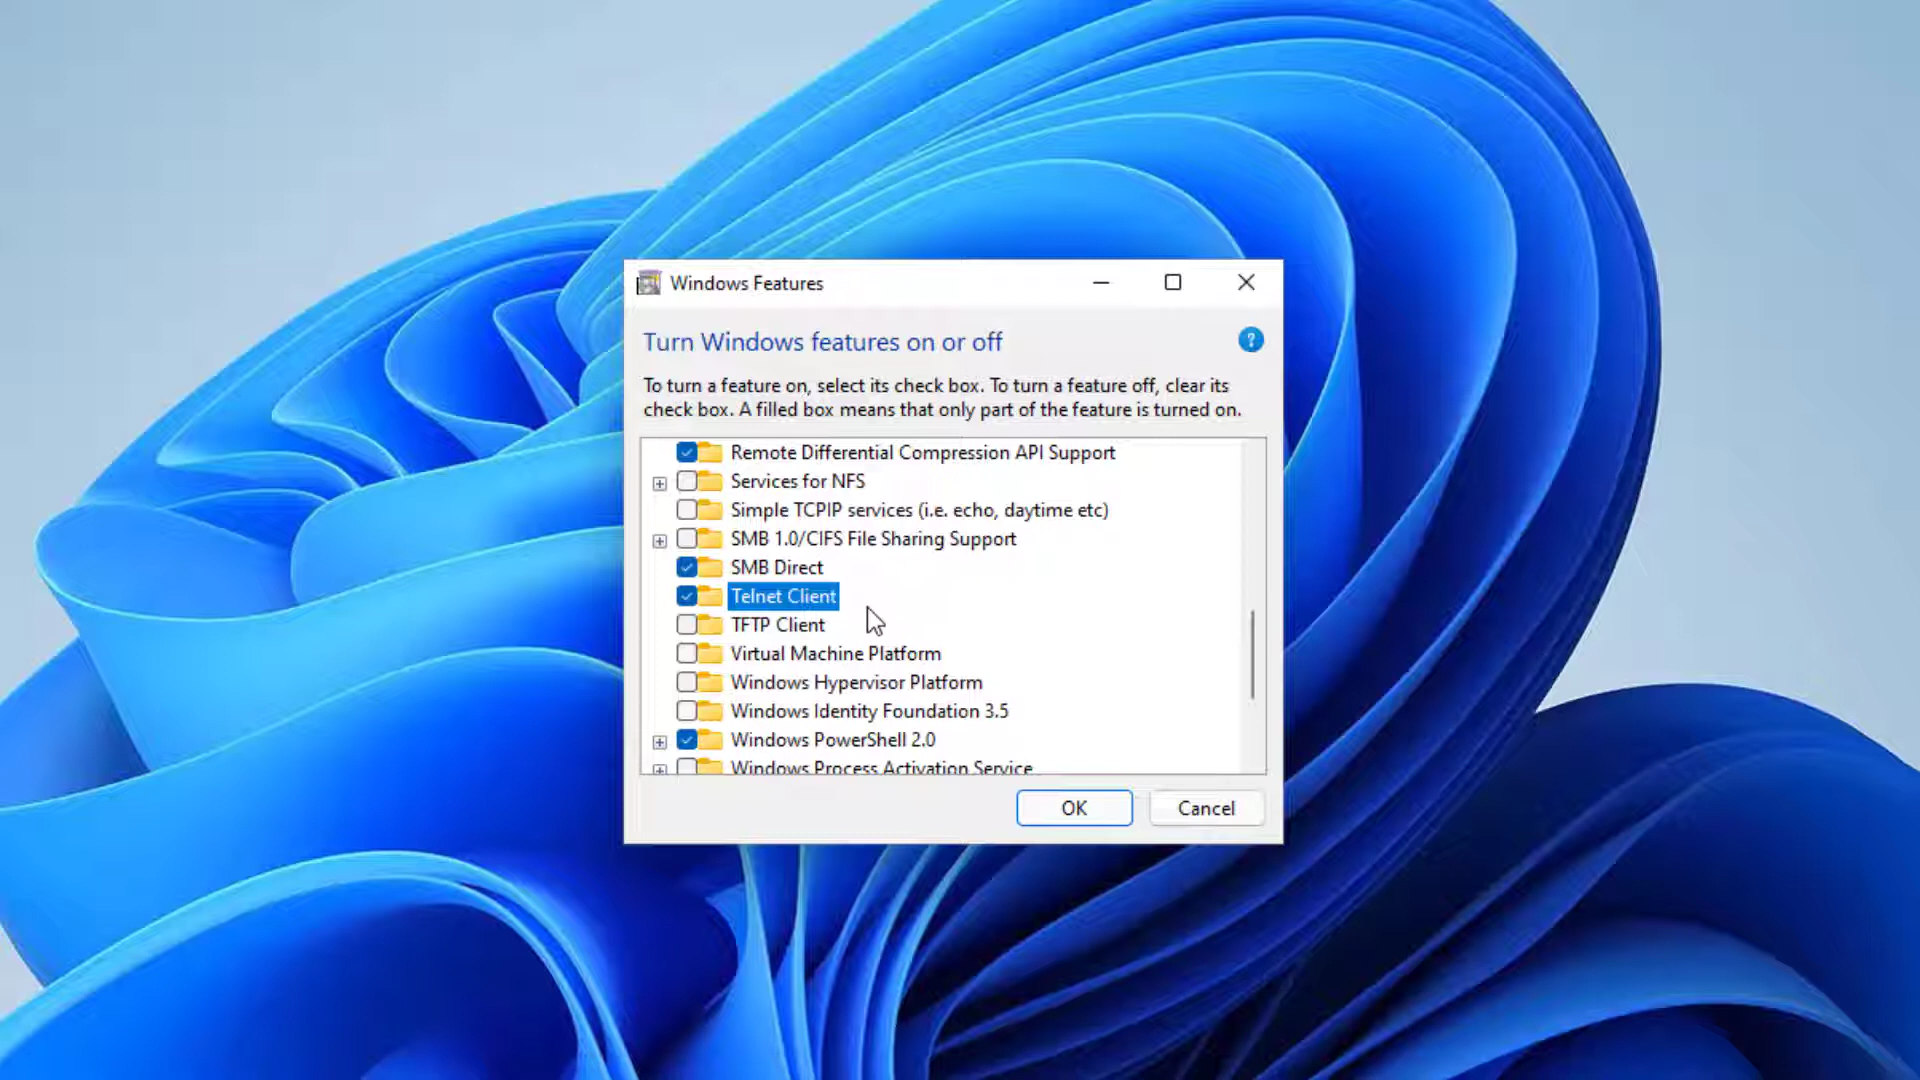 Windows Features
Turn Windows features on or off
?
To turn a feature on, select its check box. To turn a feature off, clear its
check box. A filled box means that only part of the feature is turned on.
Remote Differential Compression API Support
Services for NFS
Simple TCPIP services (i.e. echo, daytime etc)
SMB 1.0/CIFS File Sharing Support
SMB Direct
Telnet Client
TFTP Client
Virtual Machine Platform
Windows Hypervisor Platform
Windows Identity Foundation 3.5
Windows PowerShell 2.0
Windows Process Activation Service
OK Cancel